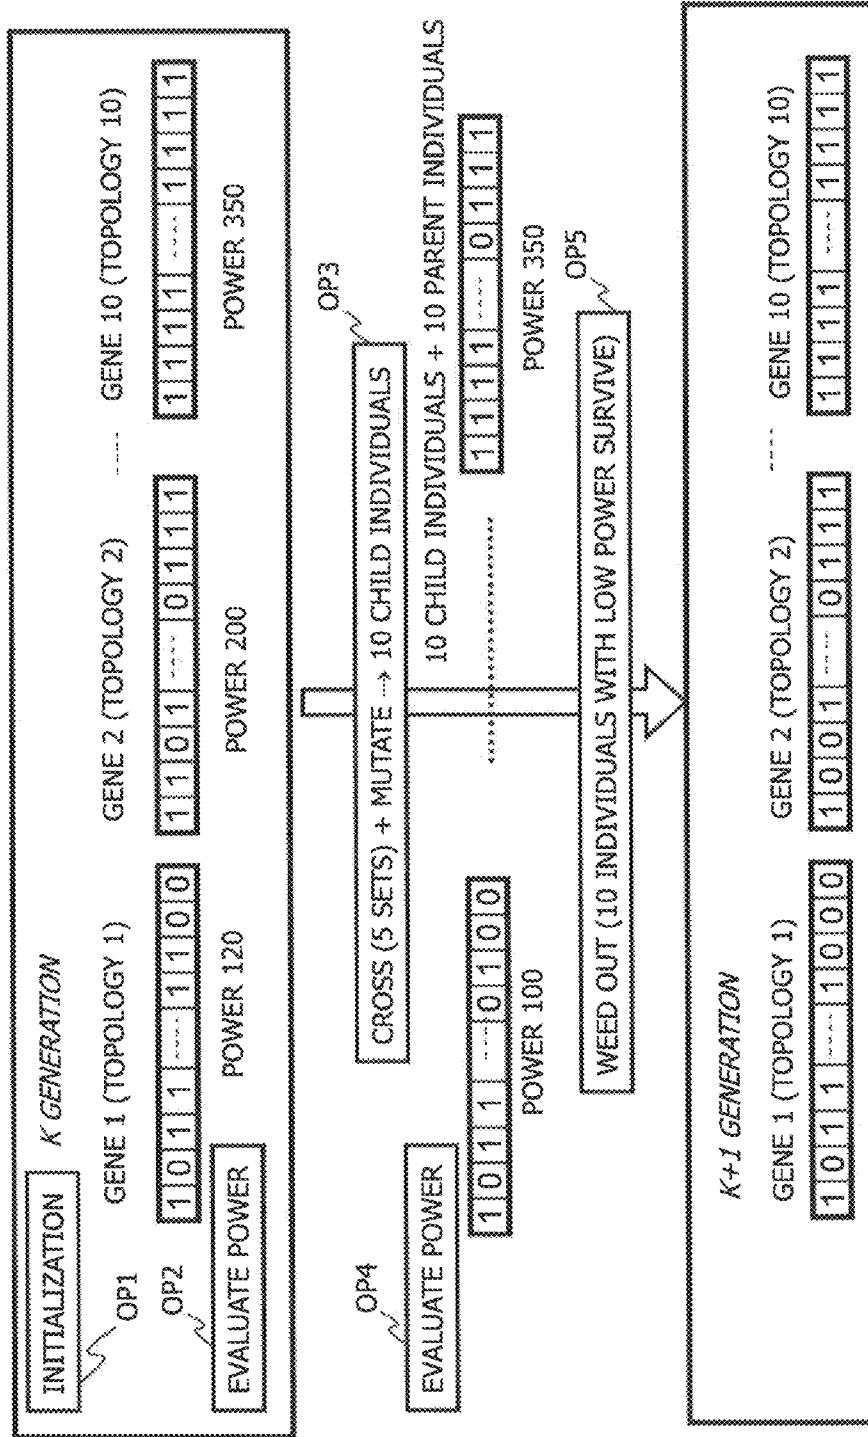 INITIALIZATION
OP1
K GENERATION
GENE 1 (TOPOLOGY 1)
GENE 2 (TOPOLOGY 2)
GENE 10 (TOPOLOGY 10)
1 0 1 1 ---- 1 1 0 0
1 1 0 1 ---- 0 1 1 1
1 1 1 1 ---- 1 1 1 1
OP2
EVALUATE POWER
POWER 120
POWER 200
POWER 350
OP3
CROSS (5 SETS) + MUTATE → 10 CHILD INDIVIDUALS
OP4
EVALUATE POWER
10 CHILD INDIVIDUALS + 10 PARENT INDIVIDUALS
1 0 1 1 ---- 0 1 0 0
1 1 1 1 ---- 0 1 1 1
POWER 100
POWER 350
OP5
WEED OUT (10 INDIVIDUALS WITH LOW POWER SURVIVE)
K+1 GENERATION
GENE 1 (TOPOLOGY 1)
GENE 2 (TOPOLOGY 2)
GENE 10 (TOPOLOGY 10)
1 0 1 1 ---- 1 0 0 0
1 0 0 1 ---- 0 1 1 1
1 1 1 1 ---- 1 1 1 1